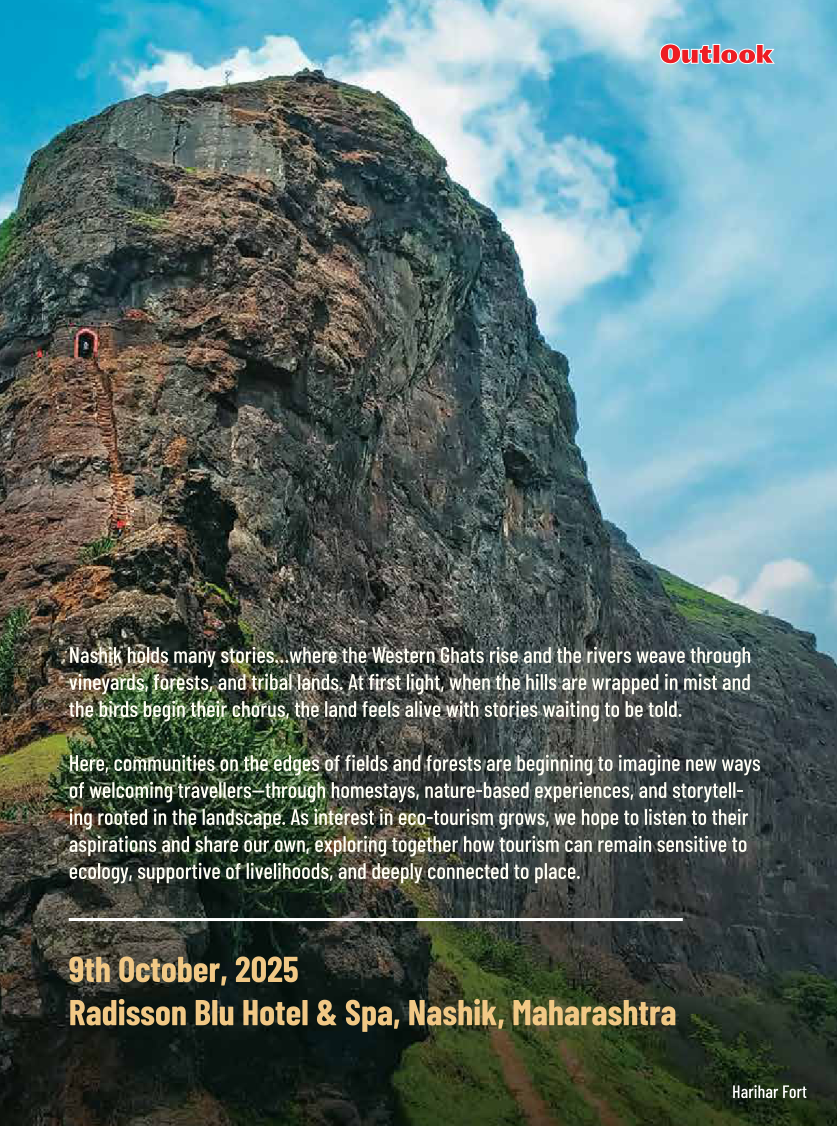 Outlook
Nashik holds many stories...where the Western Ghats rise and the rivers weave through
vineyards, forests, and tribal lands. At first light, when the hills are wrapped in mist and
the birds begin their chorus, the land feels alive with stories waiting to be told.
Here, communities on the edges of fields and forests are beginning to imagine new ways
of welcoming travellers—through homestays, nature-based experiences, and storytell-
ing rooted in the landscape. As interest in eco-tourism grows, we hope to listen to their
aspirations and share our own, exploring together how tourism can remain sensitive to
ecology, supportive of livelihoods, and deeply connected to place.
9th October, 2025
Radisson Blu Hotel & Spa, Nashik, Maharashtra
Harihar Fort